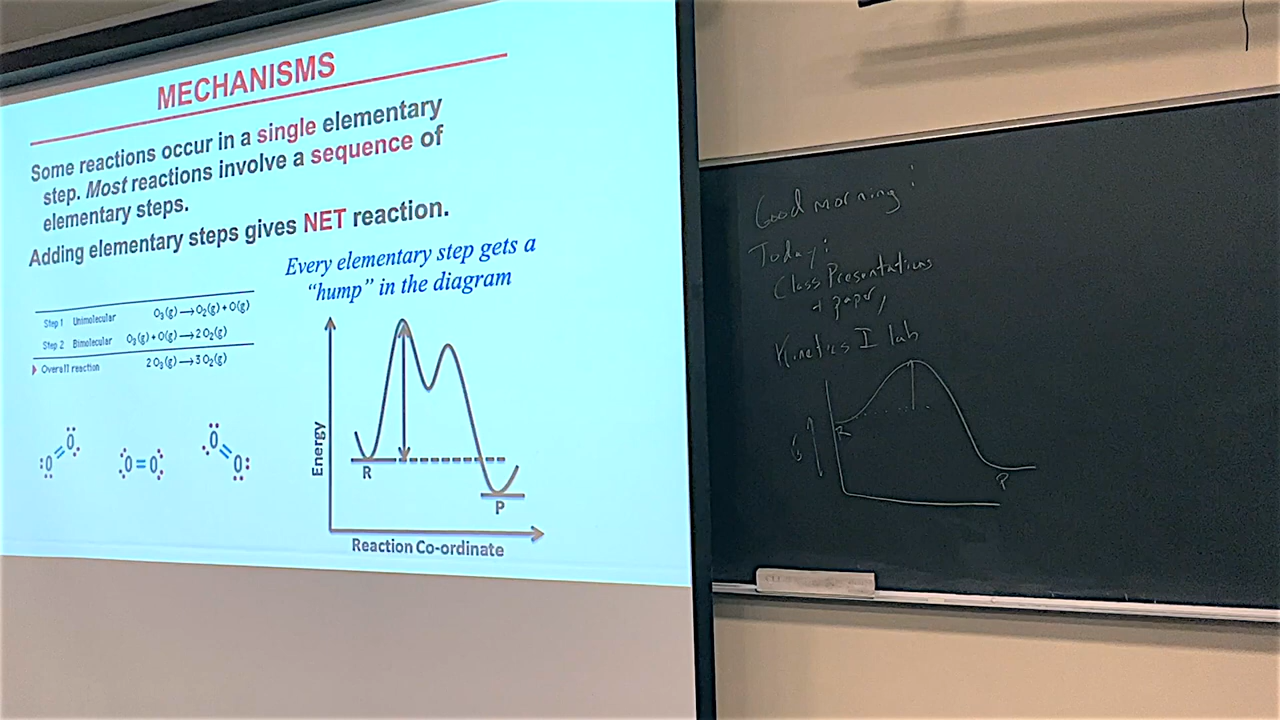 MECHANISMS
Some reactions occur in a single elementary
step. Most reactions involve a sequence of
elementary steps.
Adding elementary steps gives NET reaction.
Every elementary step gets a
"hump" in the diagram
Step 1 Unimolecular O₃(g) → O₂(g) + O(g)
Step 2 Bimolecular O₃(g) + O(g) → 2 O₂(g)
Overall reaction 2 O₃(g) → 3 O₂(g)
O=O
O=O
O=O
Energy
R
P
Reaction Co-ordinate
Good morning!
Today:
Class Presentations
+ paper,
Kinetics I lab
R
G
P